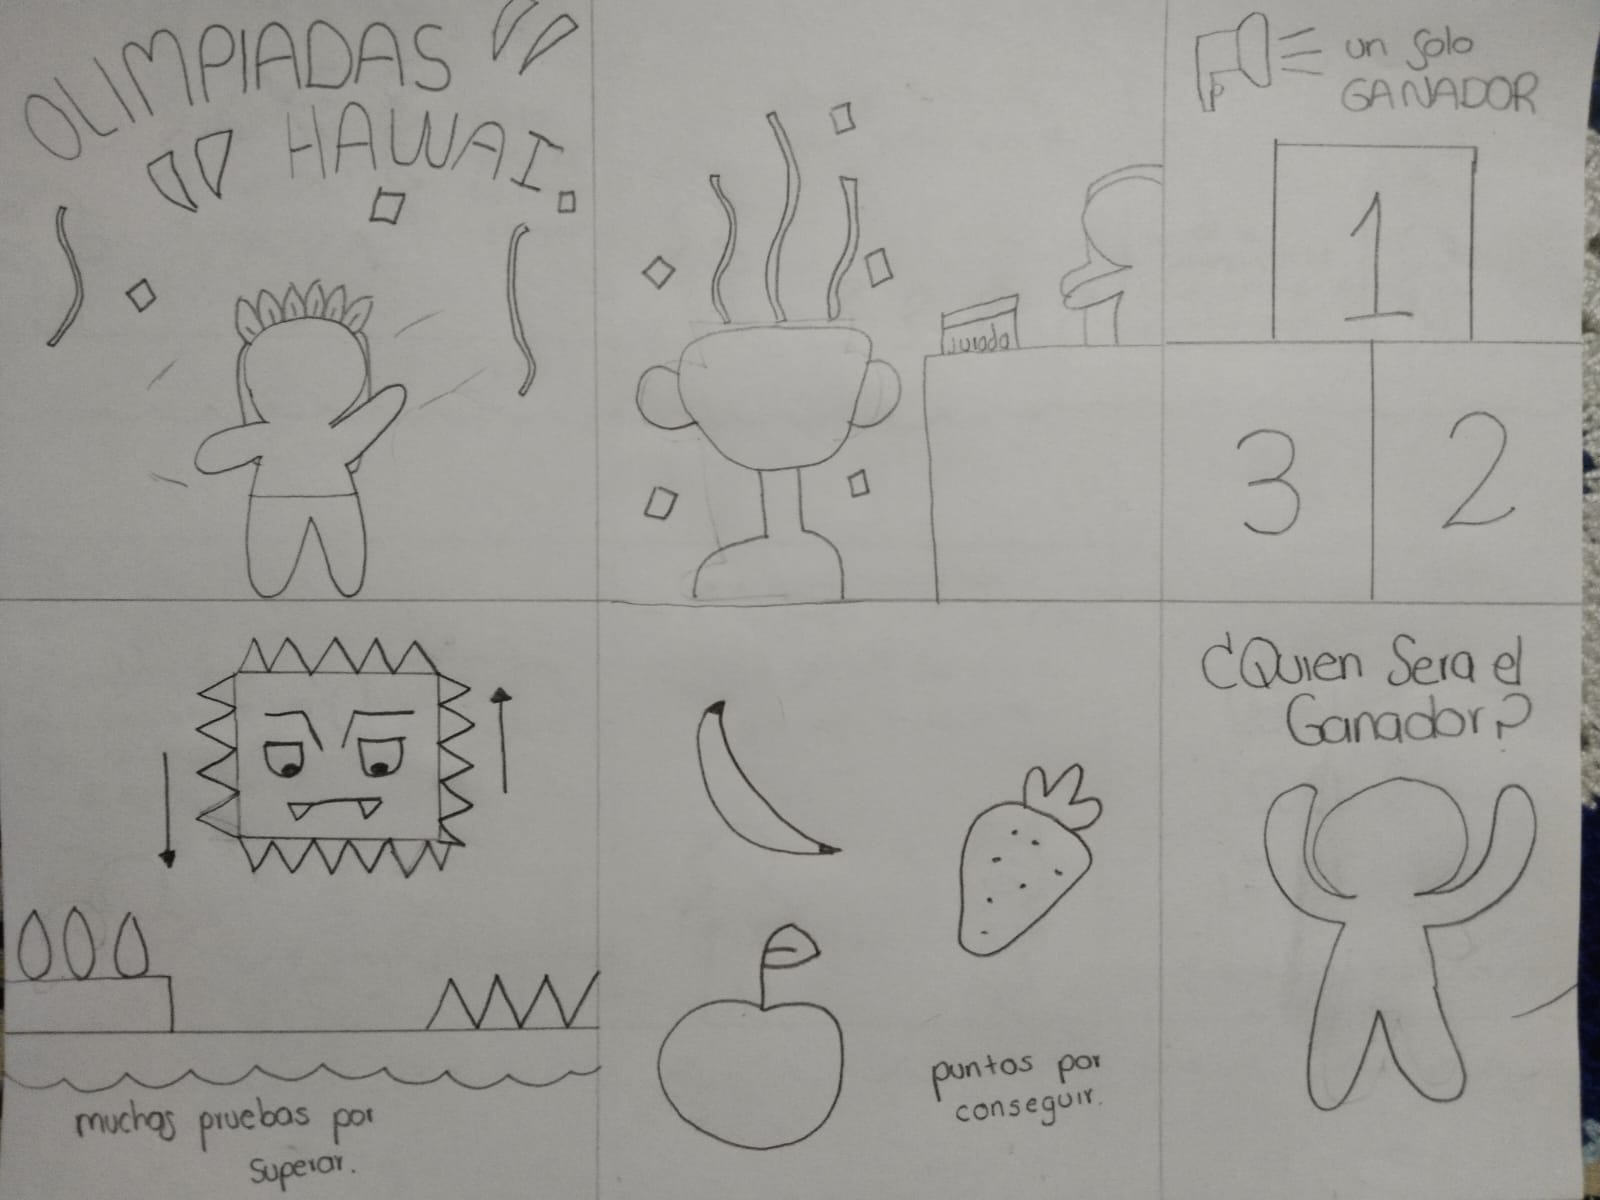 OLIMPIADAS
HAWAI
Jurado
un solo
GANADOR
1
3
2
muchas pruebas por
superar.
puntos por
conseguir.
¿Quien Sera el
Ganador?